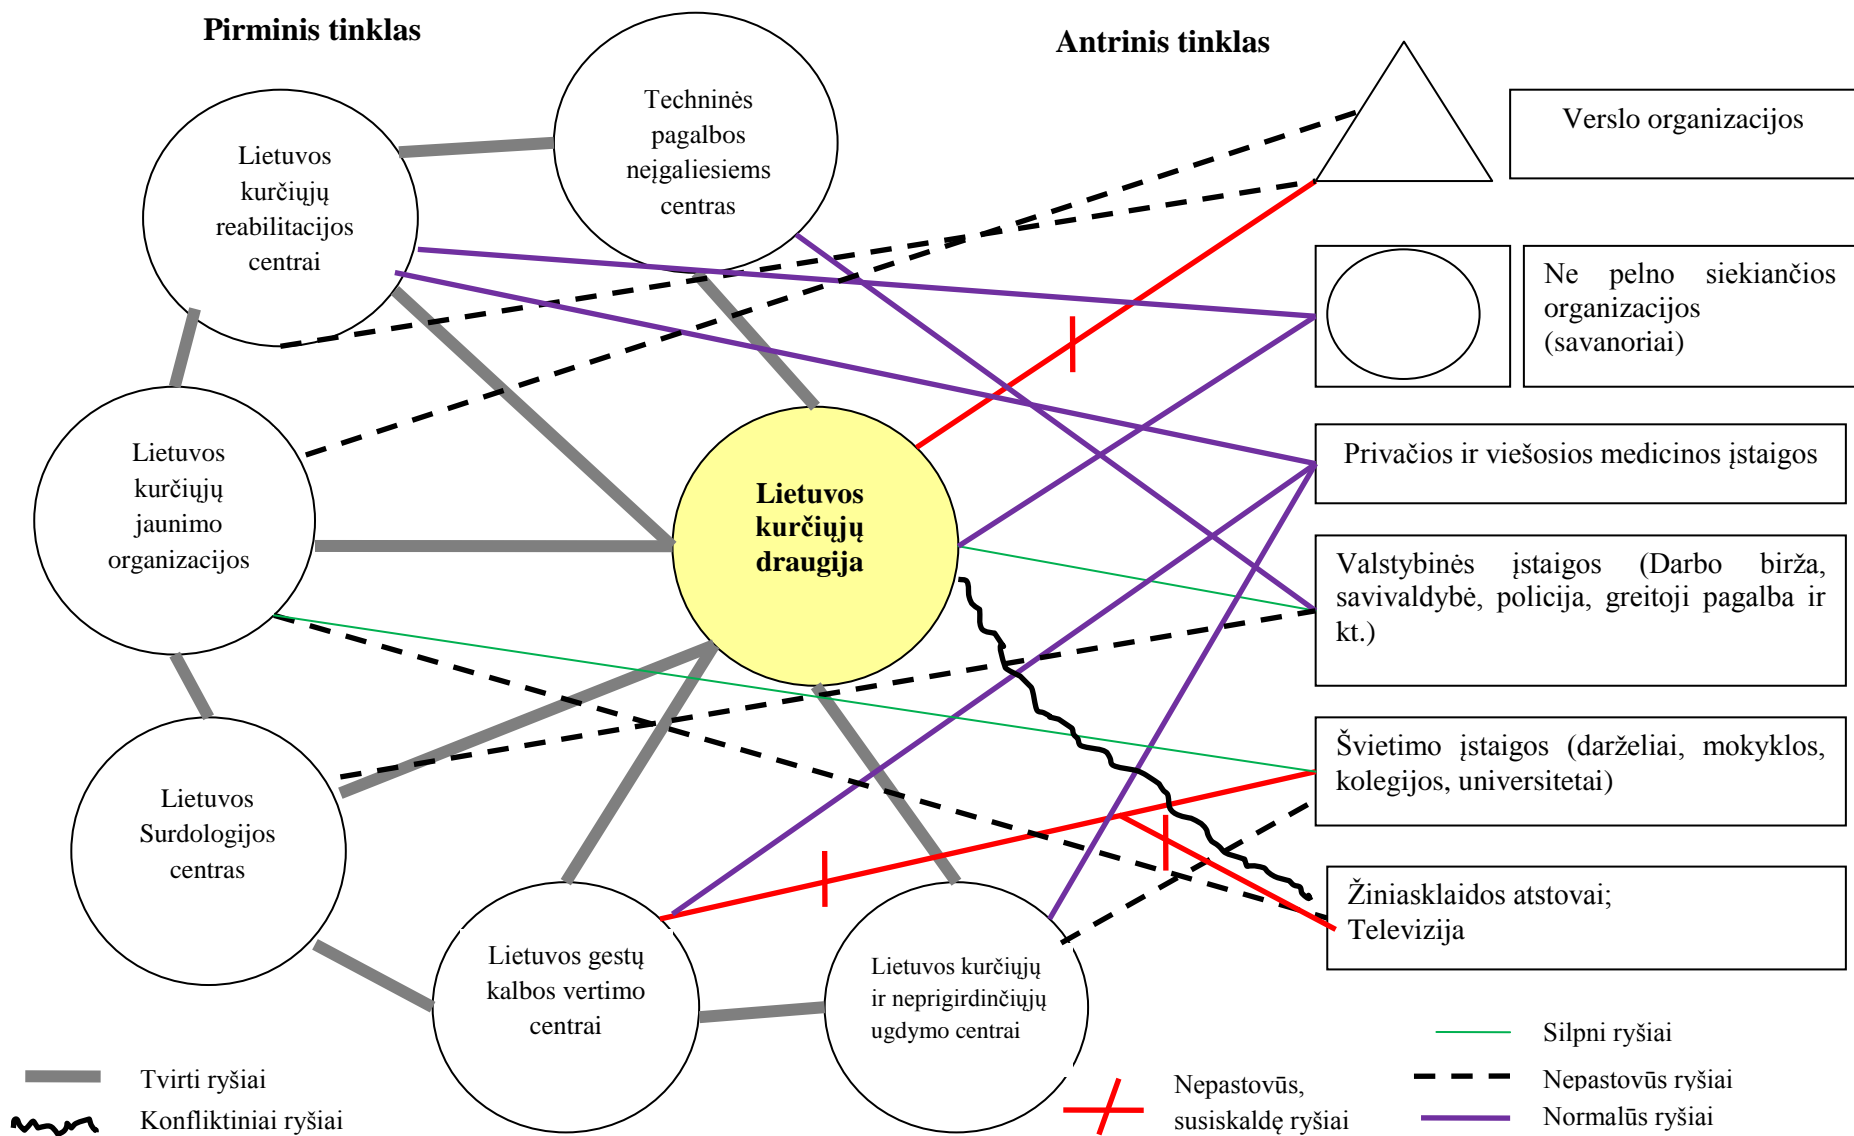 Pirminis tinklas
Antrinis tinklas
Techninės
pagalbos
neįgaliesiems
centras
Lietuvos
kurčiųjų
reabilitacijos
centrai
Lietuvos
kurčiųjų
jaunimo
organizacijos
Lietuvos
kurčiųjų
draugija
Lietuvos
Surdologijos
centras
Lietuvos gestų
kalbos vertimo
centrai
Lietuvos kurčiųjų
ir neprigirdinčiųjų
ugdymo centrai
Verslo organizacijos
Ne pelno siekiančios
organizacijos
(savanoriai)
Privačios ir viešosios medicinos įstaigos
Valstybinės įstaigos (Darbo birža,
savivaldybė, policija, greitoji pagalba ir
kt.)
Švietimo įstaigos (darželiai, mokyklos,
kolegijos, universitetai)
Žiniasklaidos atstovai;
Televizija
Tvirti ryšiai
Konfliktiniai ryšiai
Nepastovūs,
susiskaldę ryšiai
Silpni ryšiai
Nepastovūs ryšiai
Normalūs ryšiai